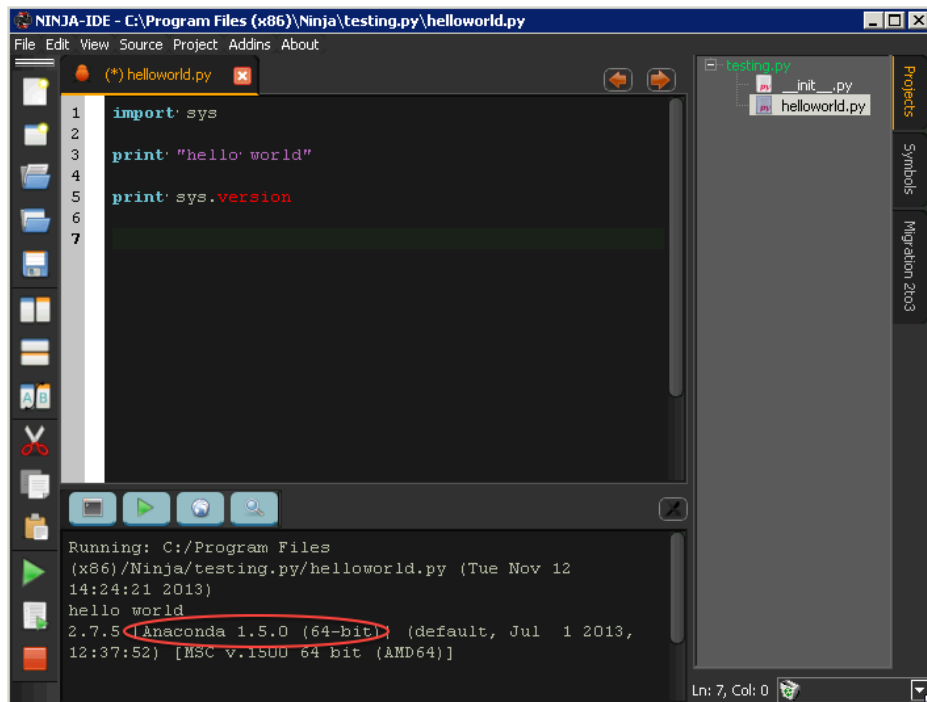 NINJA-IDE - C:\Program Files (x86)\Ninja\testing.py\helloworld.py
File Edit View Source Project Addins About
(*) helloworld.py
1 import sys
2
3 print "hello world"
4
5 print sys.version
6
7
Running: C:/Program Files
(x86)/Ninja/testing.py/helloworld.py (Tue Nov 12
14:24:21 2013)
hello world
2.7.5 |Anaconda 1.5.0 (64-bit)| (default, Jul  1 2013,
12:37:52) [MSC v.1500 64 bit (AMD64)]
testing.py
__init__.py
helloworld.py
Projects
Symbols
Migration 2to3
Ln: 7, Col: 0